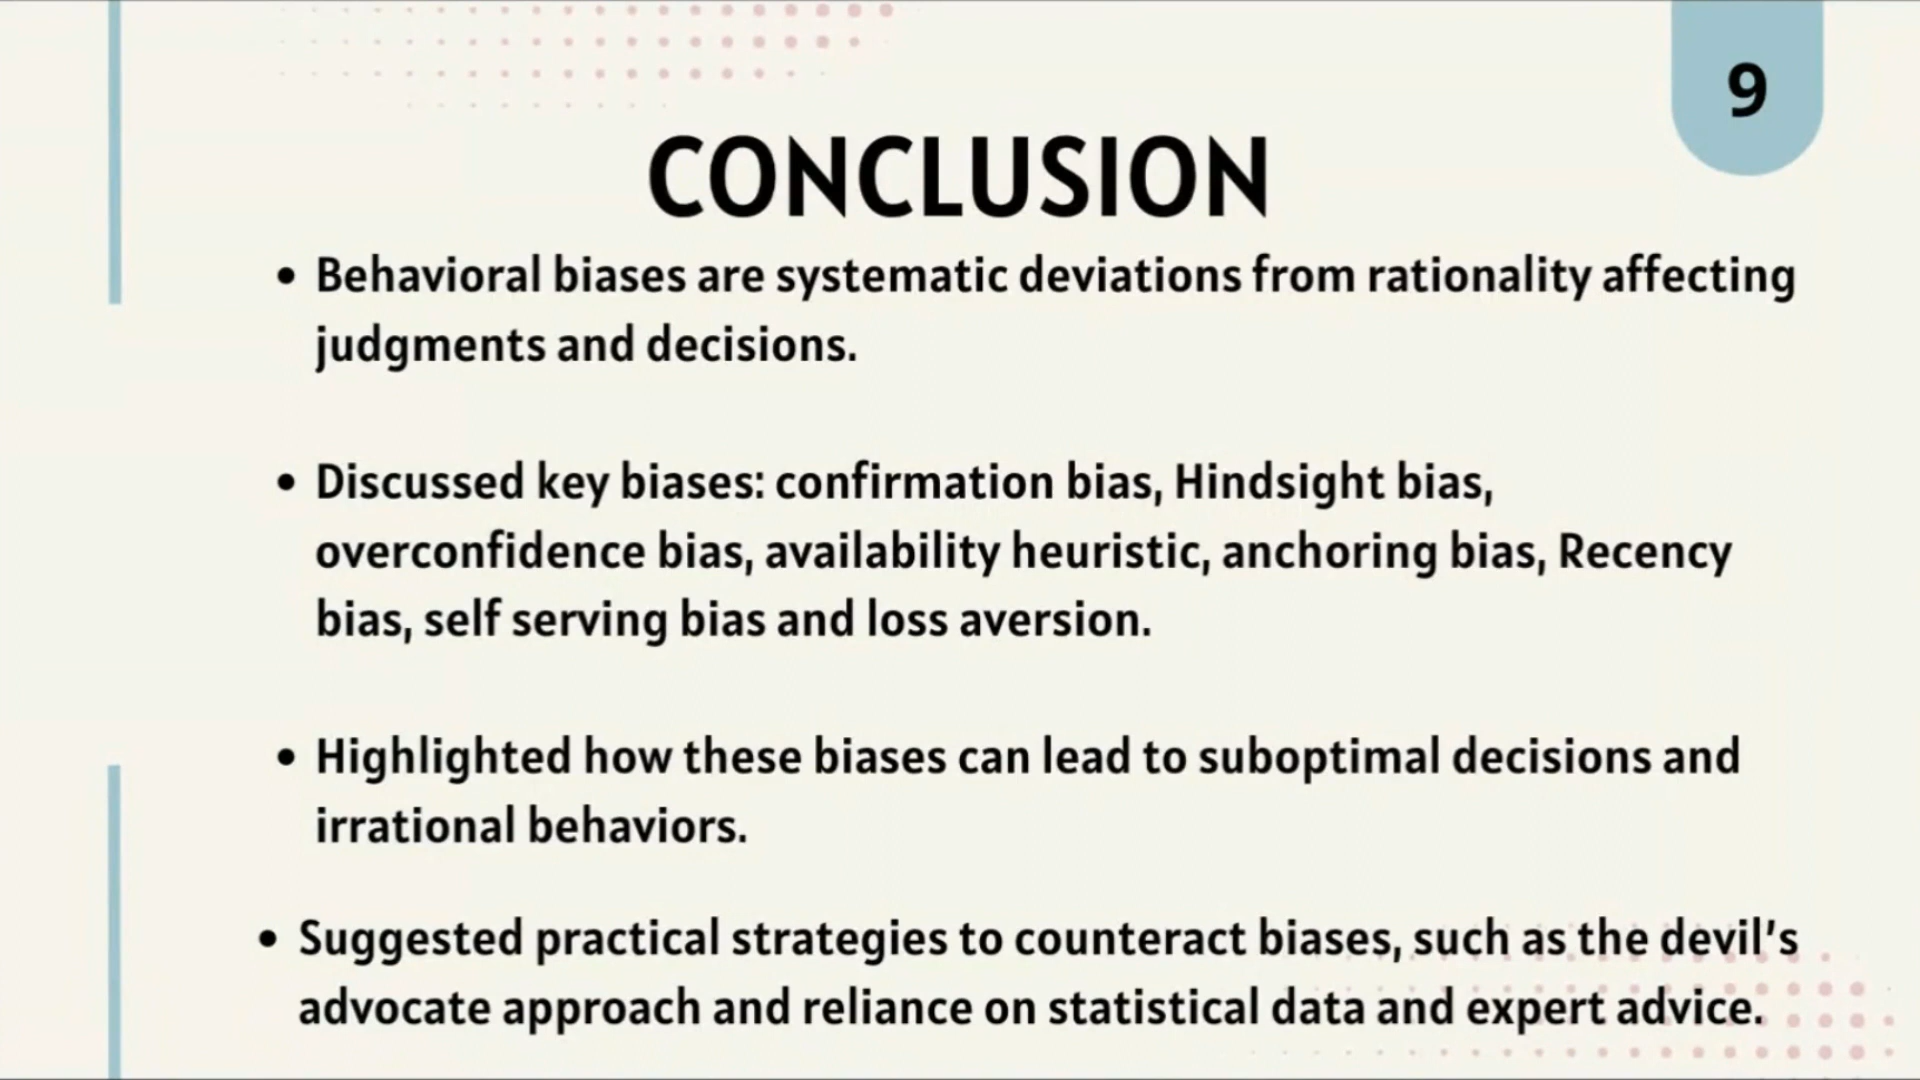 9
CONCLUSION
• Behavioral biases are systematic deviations from rationality affecting
judgments and decisions.
• Discussed key biases: confirmation bias, Hindsight bias,
overconfidence bias, availability heuristic, anchoring bias, Recency
bias, self serving bias and loss aversion.
• Highlighted how these biases can lead to suboptimal decisions and
irrational behaviors.
• Suggested practical strategies to counteract biases, such as the devil's
advocate approach and reliance on statistical data and expert advice.